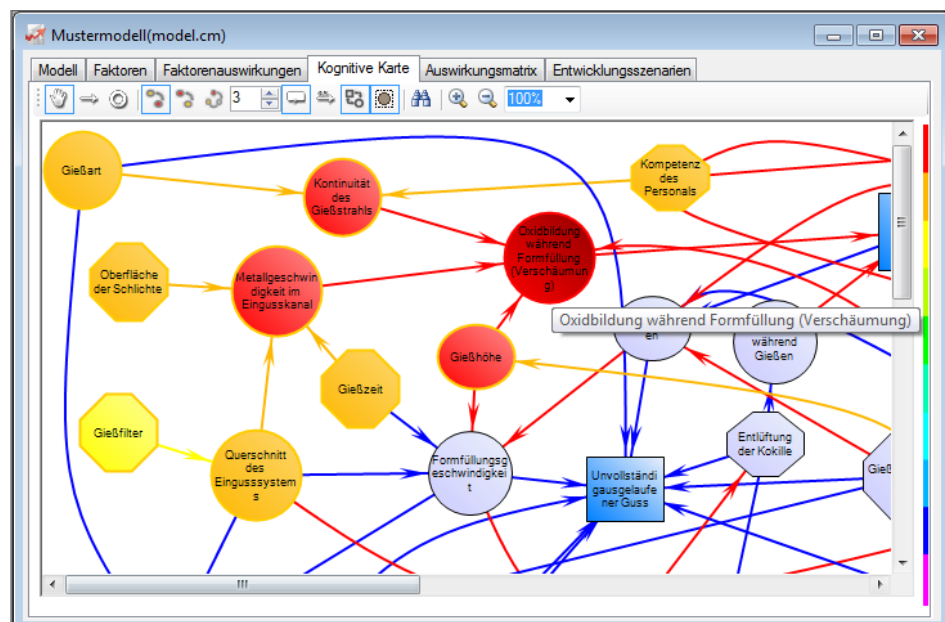 Mustermodell(model.cm)
Modell Faktoren Faktorenauswirkungen Kognitive Karte Auswirkungsmatrix Entwicklungsszenarien
3 100%
Gießart
Kontinuität
des
Gießstrahls
Kompetenz
des
Personals
Oxidbildung
während
Formfüllung
(Verschäumun
g)
Oberfläche
der Schlichte
Metallgeschwin
digkeit im
Eingusskanal
Oxidbildung während Formfüllung (Verschäumung)
en
während
Gießen
Gießhöhe
Gießzeit
Gießfilter
Querschnitt
des
Eingusssystem
s
Formfüllungsg
eschwindigkei
t
Entlüftung
der Kokille
Gieß
Unvollständi
gausgelaufe
ner Guss